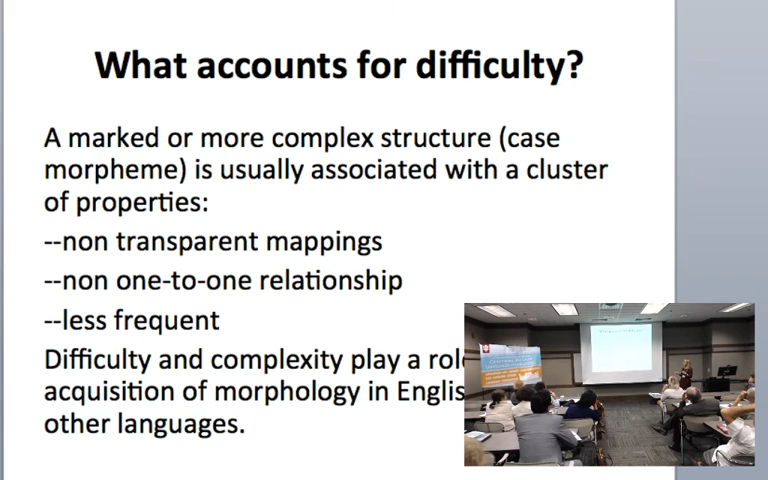 What accounts for difficulty?
A marked or more complex structure (case
morpheme) is usually associated with a cluster
of properties:
--non transparent mappings
--non one-to-one relationship
--less frequent
Difficulty and complexity play a role
acquisition of morphology in Englis
other languages.